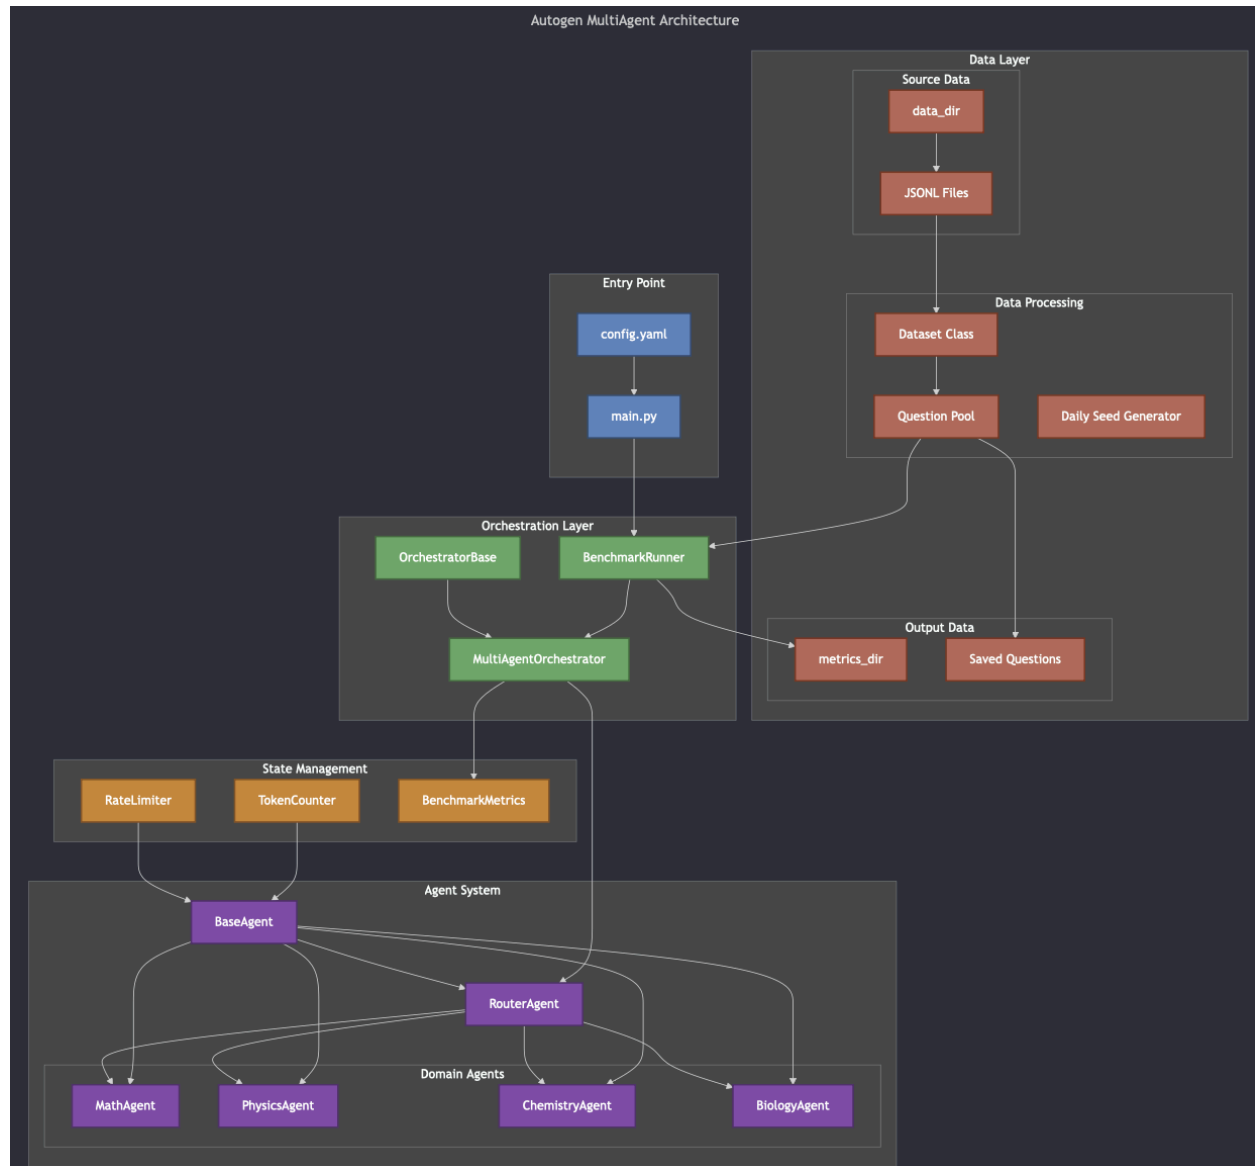 Autogen MultiAgent Architecture
Data Layer
Source Data
data_dir
JSONL Files
Entry Point
config.yaml
main.py
Data Processing
Dataset Class
Question Pool
Daily Seed Generator
Orchestration Layer
OrchestratorBase
BenchmarkRunner
MultiAgentOrchestrator
Output Data
metrics_dir
Saved Questions
State Management
RateLimiter
TokenCounter
BenchmarkMetrics
Agent System
BaseAgent
RouterAgent
Domain Agents
MathAgent
PhysicsAgent
ChemistryAgent
BiologyAgent